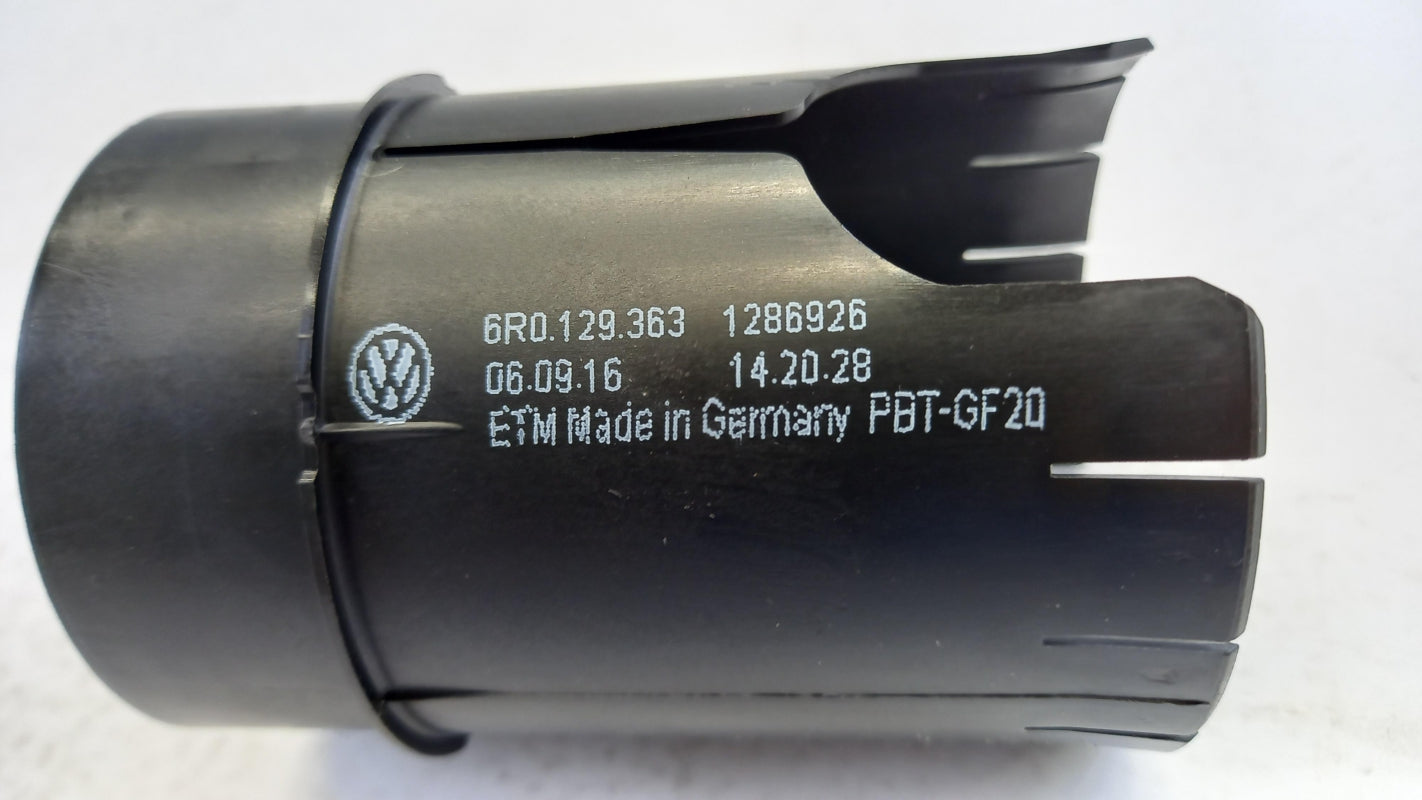 6R0.129.363 1286926
06.09.16 14.20.28
ETM Made in Germany PBT-GF20